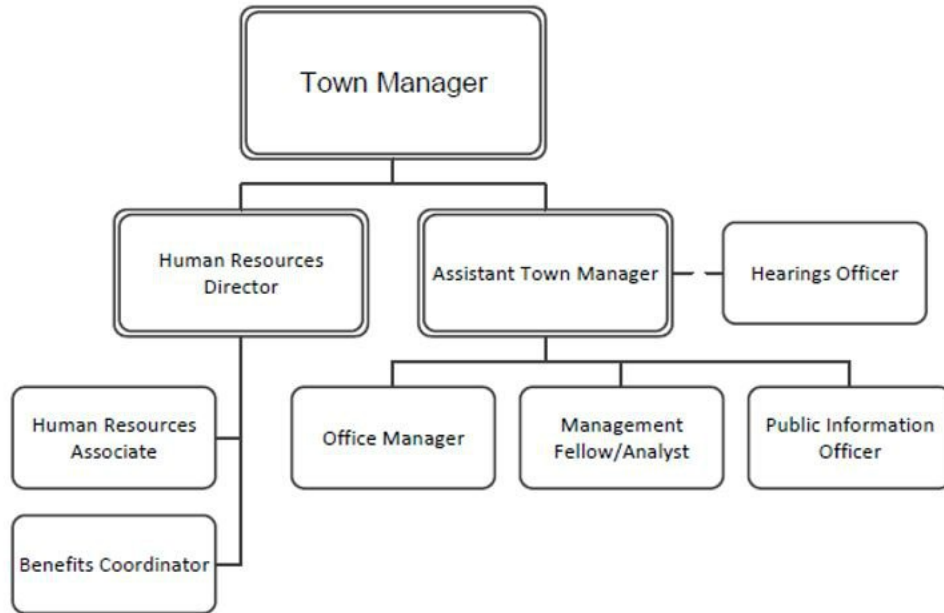 Town Manager
Human Resources
Director
Assistant Town Manager
Hearings Officer
Human Resources
Associate
Office Manager
Management
Fellow/Analyst
Public Information
Officer
Benefits Coordinator